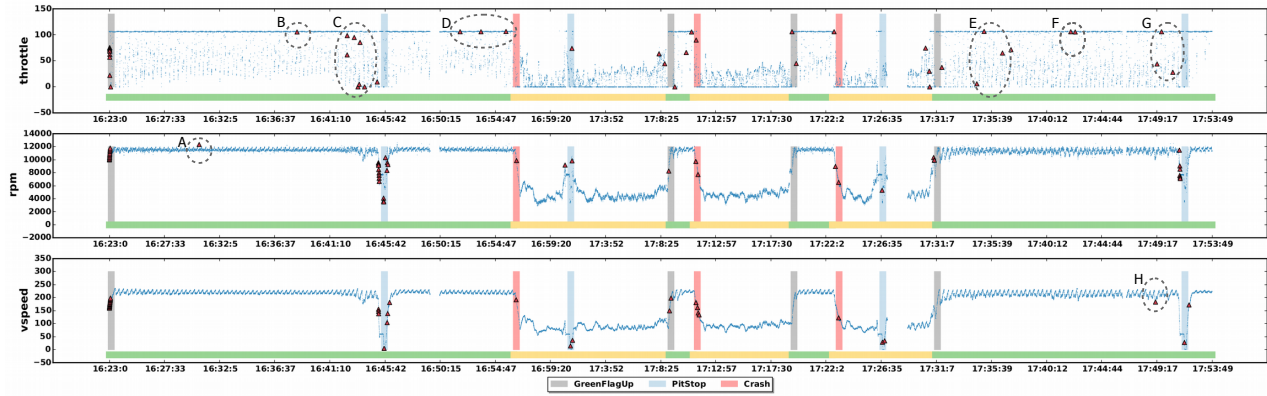 B C D E F G
throttle
150
100
50
0
−50
16:23:0 16:27:33 16:32:5 16:36:37 16:41:10 16:45:42 16:50:15 16:54:47 16:59:20 17:3:52 17:8:25 17:12:57 17:17:30 17:22:2 17:26:35 17:31:7 17:35:39 17:40:12 17:44:44 17:49:17 17:53:49
A
rpm
14000
12000
10000
8000
6000
4000
2000
0
−2000
16:23:0 16:27:33 16:32:5 16:36:37 16:41:10 16:45:42 16:50:15 16:54:47 16:59:20 17:3:52 17:8:25 17:12:57 17:17:30 17:22:2 17:26:35 17:31:7 17:35:39 17:40:12 17:44:44 17:49:17 17:53:49
H
vspeed
350
300
250
200
150
100
50
0
−50
16:23:0 16:27:33 16:32:5 16:36:37 16:41:10 16:45:42 16:50:15 16:54:47 16:59:20 17:3:52 17:8:25 17:12:57 17:17:30 17:22:2 17:26:35 17:31:7 17:35:39 17:40:12 17:44:44 17:49:17 17:53:49
GreenFlagUp PitStop Crash